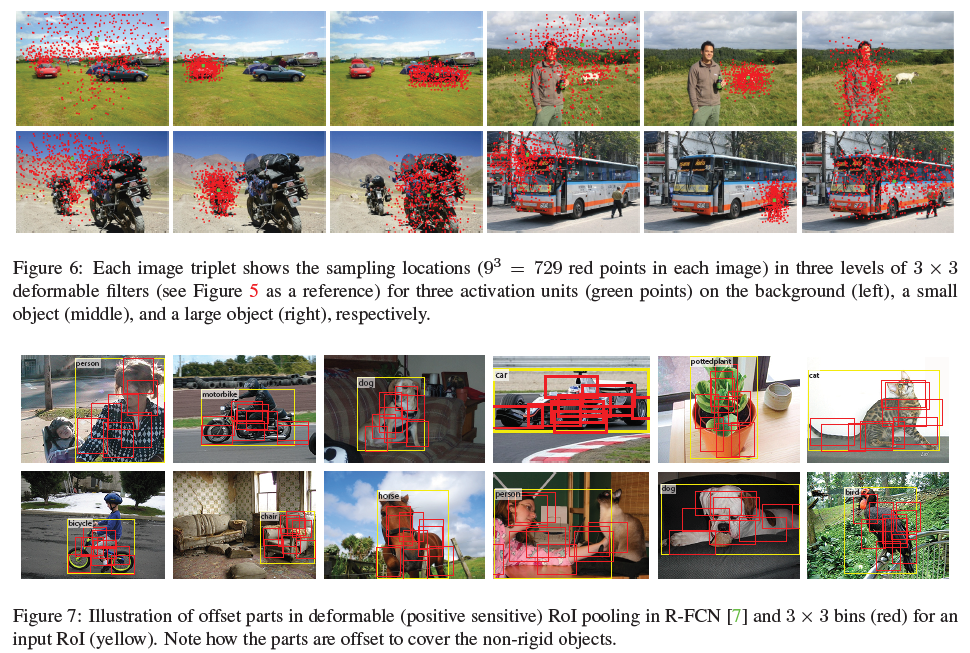 Figure 6: Each image triplet shows the sampling locations (9³ = 729 red points in each image) in three levels of 3 × 3
deformable filters (see Figure 5 as a reference) for three activation units (green points) on the background (left), a small
object (middle), and a large object (right), respectively.
person
motorbike
dog
car
pottedplant
cat
bicycle
chair
horse
person
dog
bird
Figure 7: Illustration of offset parts in deformable (positive sensitive) RoI pooling in R-FCN [7] and 3 × 3 bins (red) for an
input RoI (yellow). Note how the parts are offset to cover the non-rigid objects.